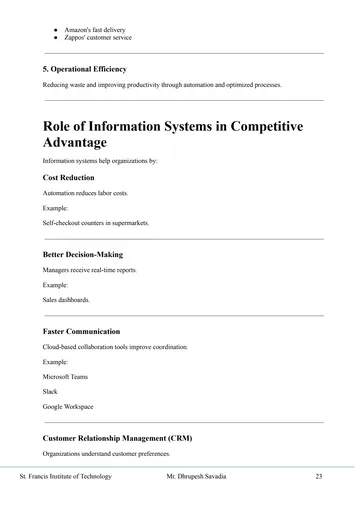 ● Amazon's fast delivery
● Zappos' customer service
5. Operational Efficiency
Reducing waste and improving productivity through automation and optimized processes.
Role of Information Systems in Competitive
Advantage
Information systems help organizations by:
Cost Reduction
Automation reduces labor costs.
Example:
Self-checkout counters in supermarkets.
Better Decision-Making
Managers receive real-time reports.
Example:
Sales dashboards.
Faster Communication
Cloud-based collaboration tools improve coordination.
Example:
Microsoft Teams
Slack
Google Workspace
Customer Relationship Management (CRM)
Organizations understand customer preferences.
St. Francis Institute of Technology Mr. Dhrupesh Savadia 23